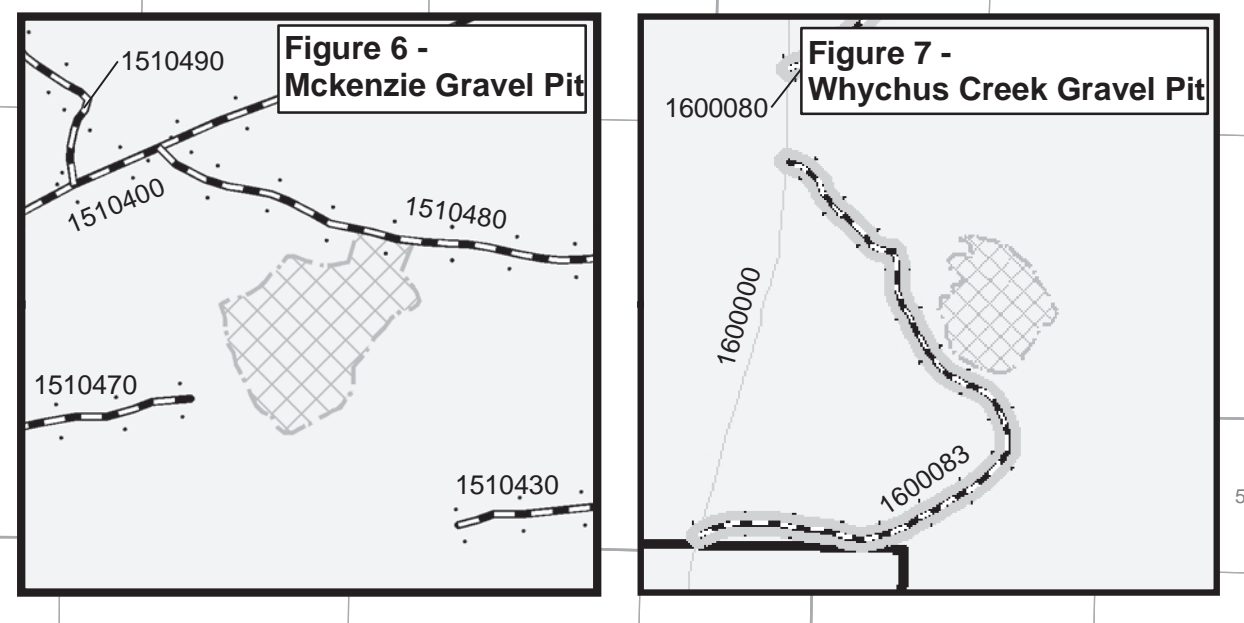 Figure 6 -
Mckenzie Gravel Pit
1510490
1510400
1510480
1510470
1510430
Figure 7 -
Whychus Creek Gravel Pit
1600080
1600000
1600083
5